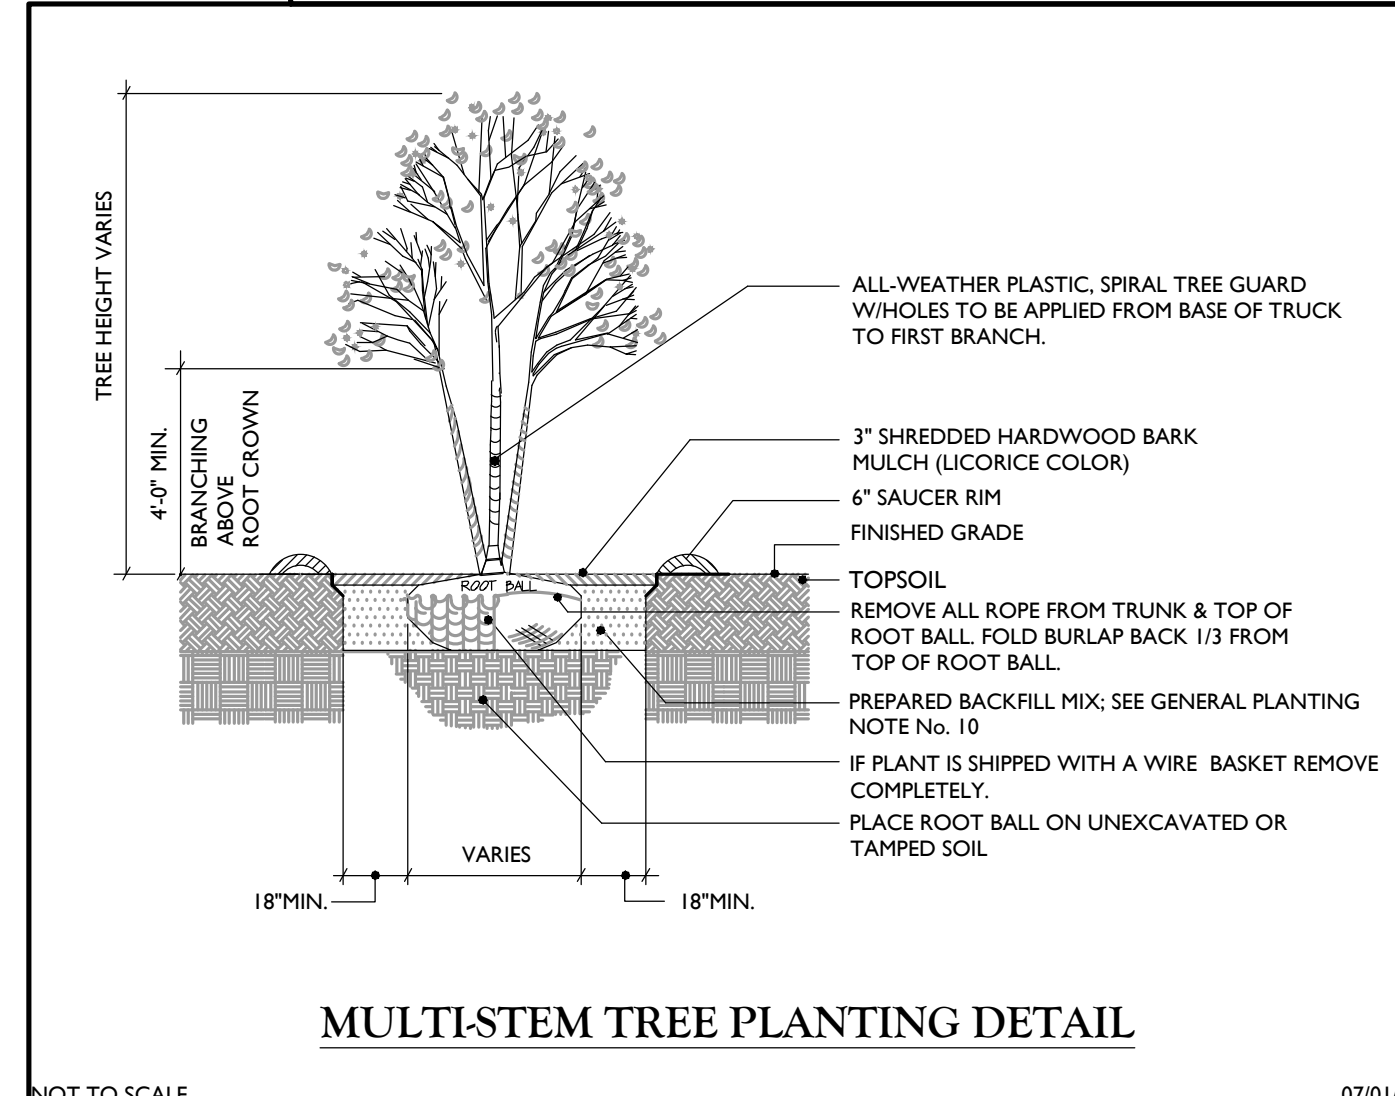 TREE HEIGHT VARIES
4'-0" MIN.
BRANCHING
ABOVE
ROOT CROWN
ALL-WEATHER PLASTIC, SPIRAL TREE GUARD
W/HOLES TO BE APPLIED FROM BASE OF TRUCK
TO FIRST BRANCH.
3" SHREDDED HARDWOOD BARK
MULCH (LICORICE COLOR)
6" SAUCER RIM
FINISHED GRADE
TOPSOIL
ROOT BALL
REMOVE ALL ROPE FROM TRUNK & TOP OF
ROOT BALL. FOLD BURLAP BACK 1/3 FROM
TOP OF ROOT BALL.
PREPARED BACKFILL MIX; SEE GENERAL PLANTING
NOTE No. 10
IF PLANT IS SHIPPED WITH A WIRE BASKET REMOVE
COMPLETELY.
PLACE ROOT BALL ON UNEXCAVATED OR
TAMPED SOIL
VARIES
18"MIN.
18"MIN.
MULTI-STEM TREE PLANTING DETAIL
NOT TO SCALE